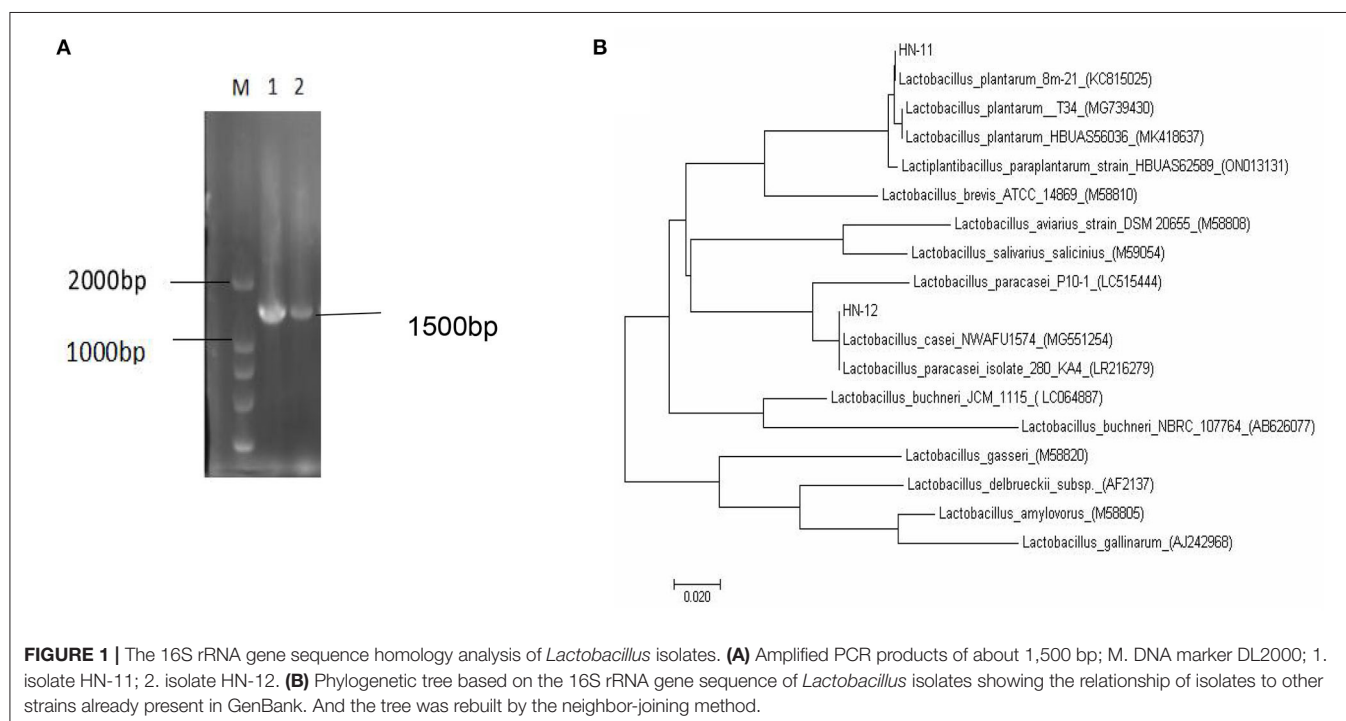 A
M 1 2
2000bp
1500bp
1000bp
B
HN-11
Lactobacillus_plantarum_8m-21_(KC815025)
Lactobacillus_plantarum__T34_(MG739430)
Lactobacillus_plantarum_HBUAS56036_(MK418637)
Lactiplantibacillus_paraplantarum_strain_HBUAS62589_(ON013131)
Lactobacillus_brevis_ATCC_14869_(M58810)
Lactobacillus_aviarius_strain_DSM 20655_(M58808)
Lactobacillus_salivarius_salicinius_(M59054)
Lactobacillus_paracasei_P10-1_(LC515444)
HN-12
Lactobacillus_casei_NWAFU1574_(MG551254)
Lactobacillus_paracasei_isolate_280_KA4_(LR216279)
Lactobacillus_buchneri_JCM_1115_( LC064887)
Lactobacillus_buchneri_NBRC_107764_(AB626077)
Lactobacillus_gasseri_(M58820)
Lactobacillus_delbrueckii_subsp._(AF2137)
Lactobacillus_amylovorus_(M58805)
Lactobacillus_gallinarum_(AJ242968)
0.020
FIGURE 1 | The 16S rRNA gene sequence homology analysis of Lactobacillus isolates. (A) Amplified PCR products of about 1,500 bp; M. DNA marker DL2000; 1.
isolate HN-11; 2. isolate HN-12. (B) Phylogenetic tree based on the 16S rRNA gene sequence of Lactobacillus isolates showing the relationship of isolates to other
strains already present in GenBank. And the tree was rebuilt by the neighbor-joining method.